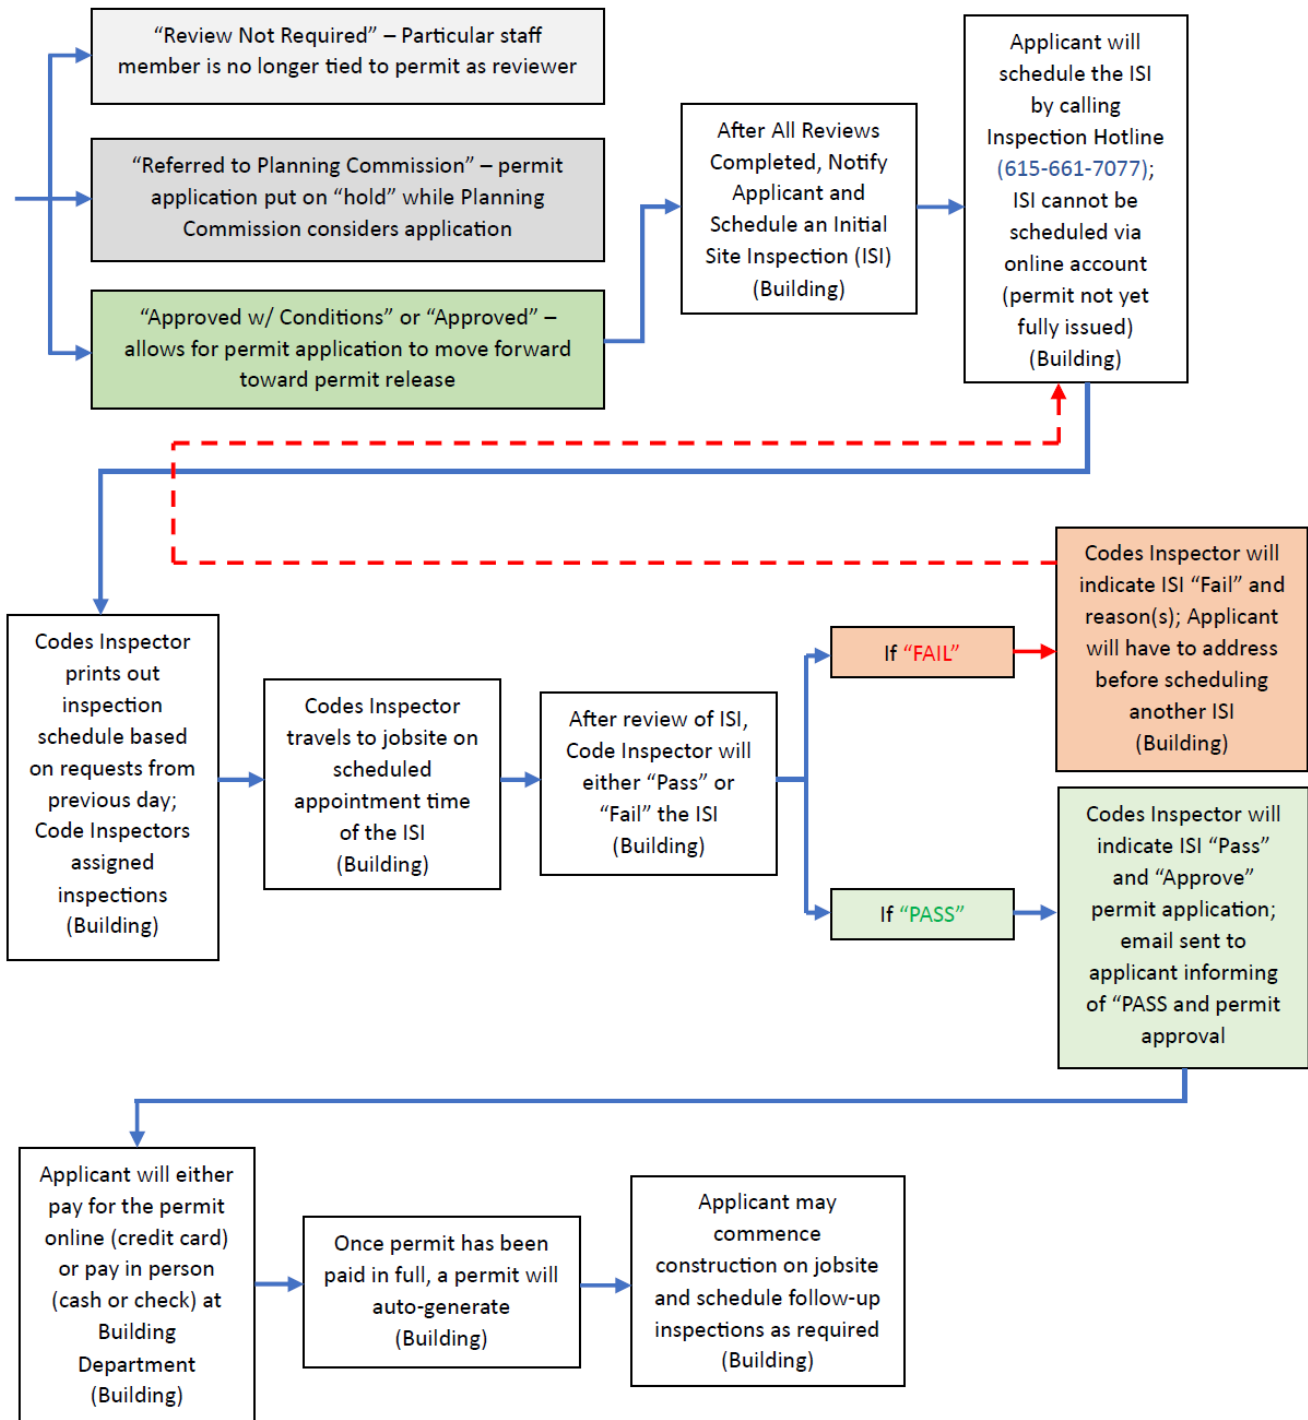 “Review Not Required” – Particular staff
member is no longer tied to permit as reviewer
“Referred to Planning Commission” – permit
application put on “hold” while Planning
Commission considers application
“Approved w/ Conditions” or “Approved” –
allows for permit application to move forward
toward permit release
After All Reviews
Completed, Notify
Applicant and
Schedule an Initial
Site Inspection (ISI)
(Building)
Applicant will
schedule the ISI
by calling
Inspection Hotline
(615-661-7077);
ISI cannot be
scheduled via
online account
(permit not yet
fully issued)
(Building)
Codes Inspector
prints out
inspection
schedule based
on requests from
previous day;
Code Inspectors
assigned
inspections
(Building)
Codes Inspector
travels to jobsite on
scheduled
appointment time
of the ISI
(Building)
After review of ISI,
Code Inspector will
either “Pass” or
“Fail” the ISI
(Building)
If “FAIL”
Codes Inspector will
indicate ISI “Fail” and
reason(s); Applicant
will have to address
before scheduling
another ISI
(Building)
If “PASS”
Codes Inspector will
indicate ISI “Pass”
and “Approve”
permit application;
email sent to
applicant informing
of “PASS and permit
approval
Applicant will either
pay for the permit
online (credit card)
or pay in person
(cash or check) at
Building
Department
(Building)
Once permit has been
paid in full, a permit will
auto-generate
(Building)
Applicant may
commence
construction on jobsite
and schedule follow-up
inspections as required
(Building)